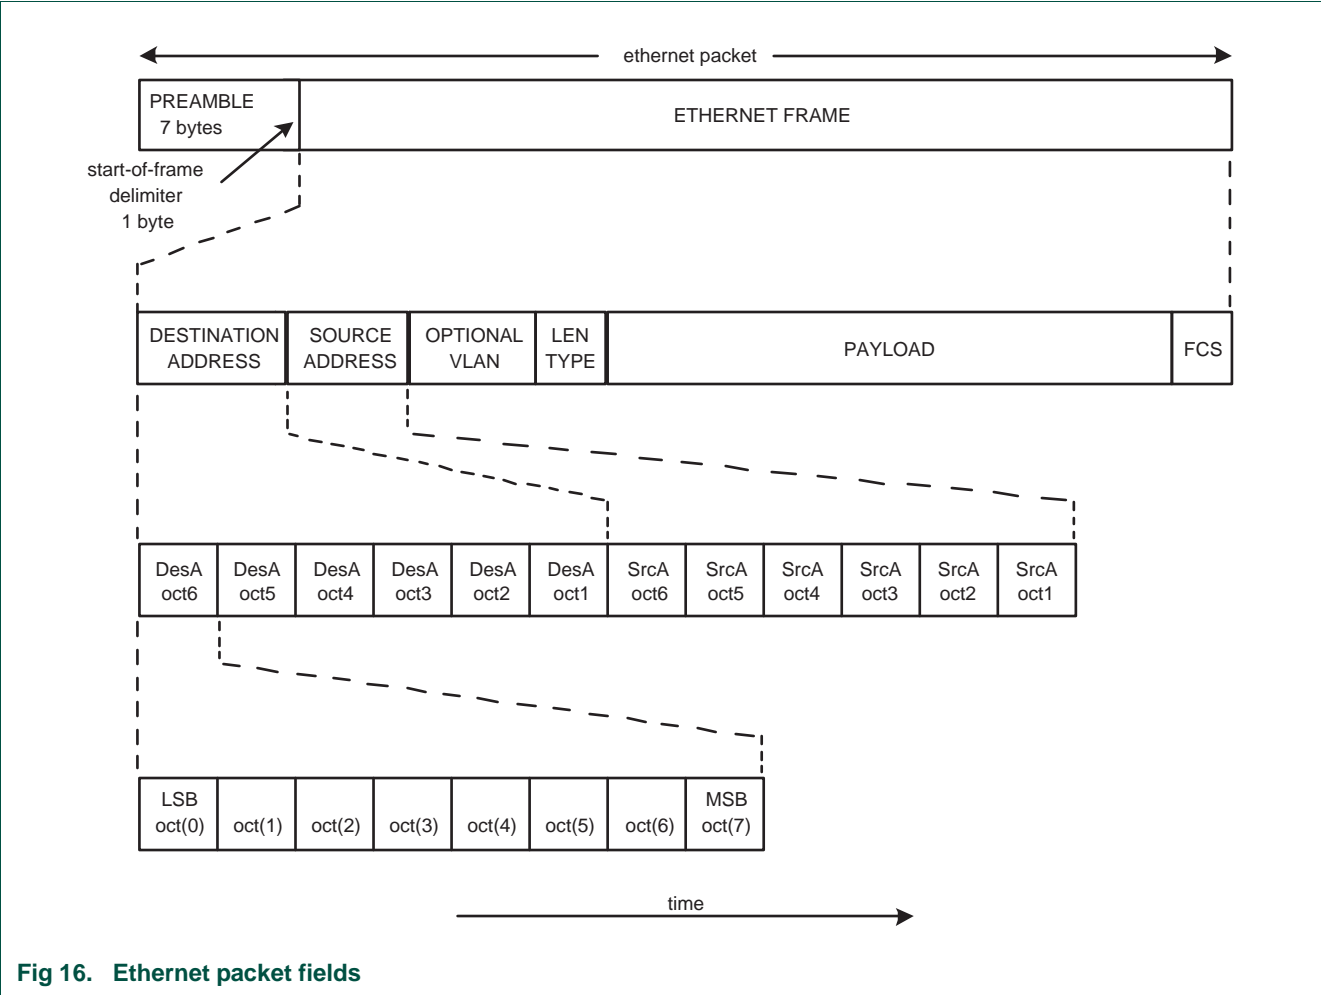 ethernet packet
PREAMBLE
7 bytes
ETHERNET FRAME
start-of-frame
delimiter
1 byte
DESTINATION
ADDRESS
SOURCE
ADDRESS
OPTIONAL
VLAN
LEN
TYPE
PAYLOAD
FCS
DesA
oct6
DesA
oct5
DesA
oct4
DesA
oct3
DesA
oct2
DesA
oct1
SrcA
oct6
SrcA
oct5
SrcA
oct4
SrcA
oct3
SrcA
oct2
SrcA
oct1
LSB
oct(0)
oct(1)
oct(2)
oct(3)
oct(4)
oct(5)
oct(6)
MSB
oct(7)
time
Fig 16. Ethernet packet fields